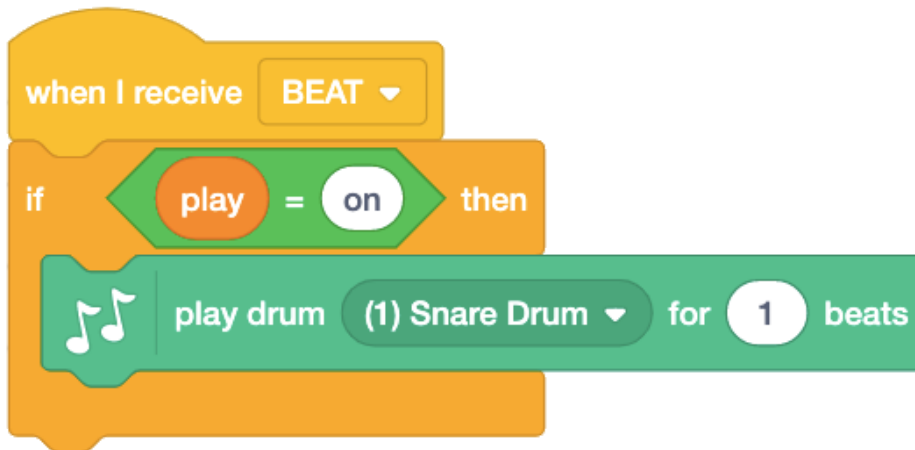 when I receive BEAT
if play = on then
play drum (1) Snare Drum for 1 beats